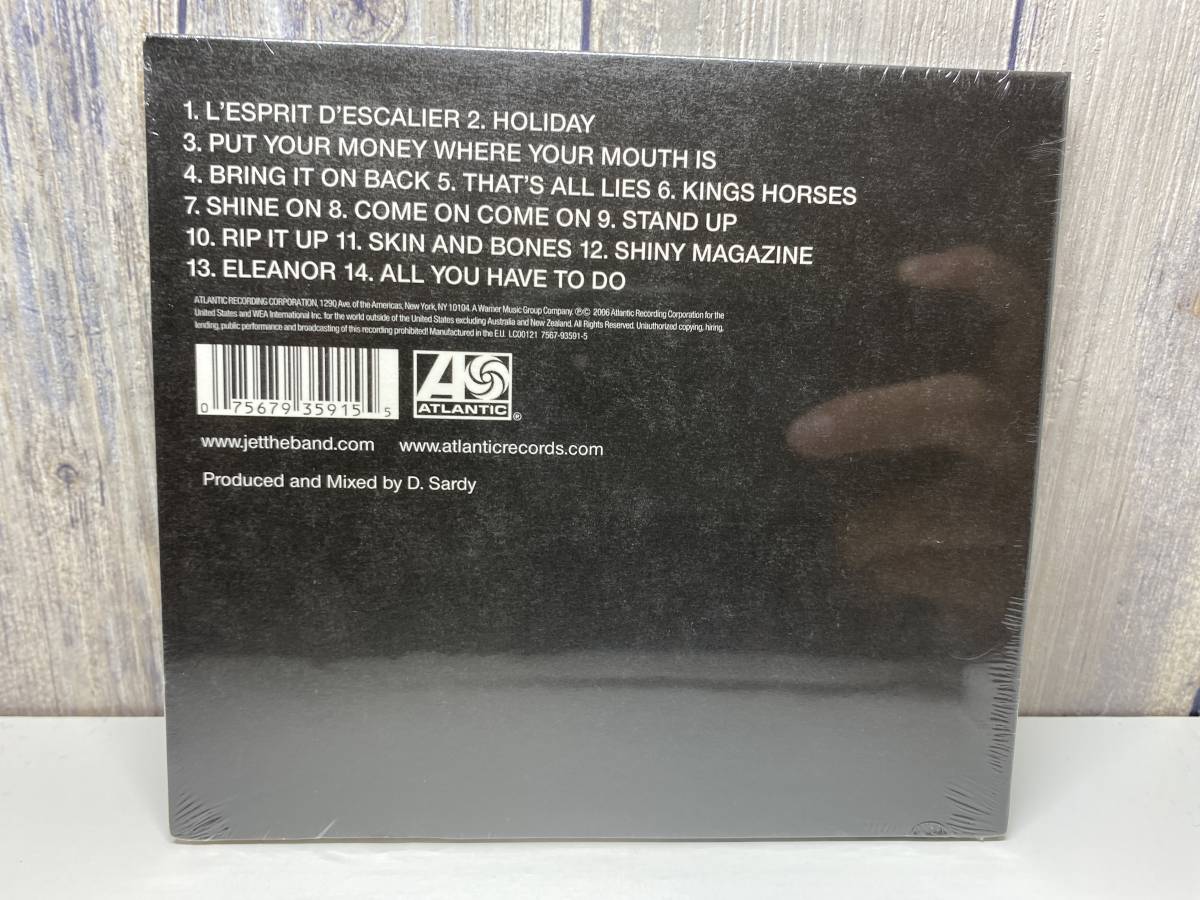 1. L'ESPRIT D'ESCALIER 2. HOLIDAY
3. PUT YOUR MONEY WHERE YOUR MOUTH IS
4. BRING IT ON BACK 5. THAT'S ALL LIES 6. KINGS HORSES
7. SHINE ON 8. COME ON COME ON 9. STAND UP
10. RIP IT UP 11. SKIN AND BONES 12. SHINY MAGAZINE
13. ELEANOR 14. ALL YOU HAVE TO DO
ATLANTIC RECORDING CORPORATION, 1290 Ave. of the Americas, New York, NY 10104. A Warner Music Group Company. ℗© 2006 Atlantic Recording Corporation for the
United States and WEA International Inc. for the world outside of the United States excluding Australia and New Zealand. All Rights Reserved. Unauthorized copying, hiring,
lending, public performance and broadcasting of this recording prohibited! Manufactured in the E.U. LC00121 7567-93591-5
0 75679 35915 5
A
ATLANTIC®
www.jettheband.com www.atlanticrecords.com
Produced and Mixed by D. Sardy